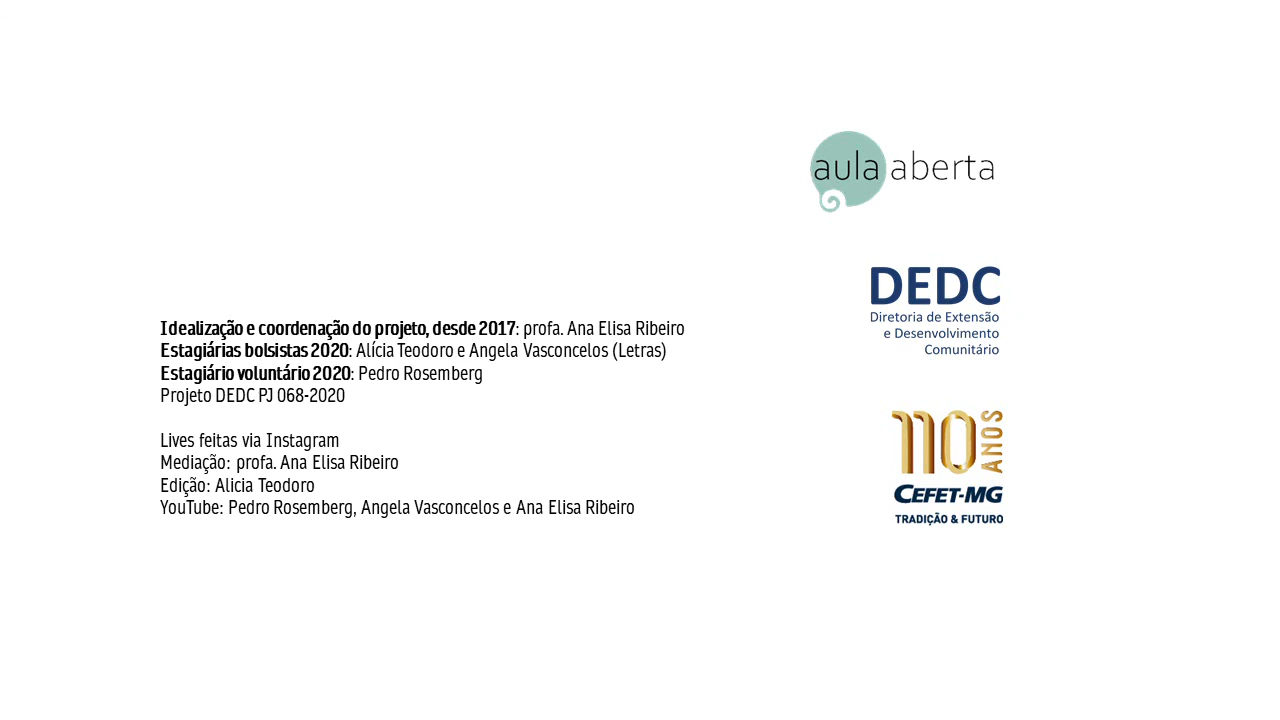 aula aberta
DEDC
Diretoria de Extensão
e Desenvolvimento
Comunitário
Idealização e coordenação do projeto, desde 2017: profa. Ana Elisa Ribeiro
Estagiárias bolsistas 2020: Alícia Teodoro e Angela Vasconcelos (Letras)
Estagiário voluntário 2020: Pedro Rosemberg
Projeto DEDC PJ 068-2020
Lives feitas via Instagram
Mediação: profa. Ana Elisa Ribeiro
Edição: Alicia Teodoro
YouTube: Pedro Rosemberg, Angela Vasconcelos e Ana Elisa Ribeiro
110 ANOS
CEFET-MG
TRADIÇÃO & FUTURO